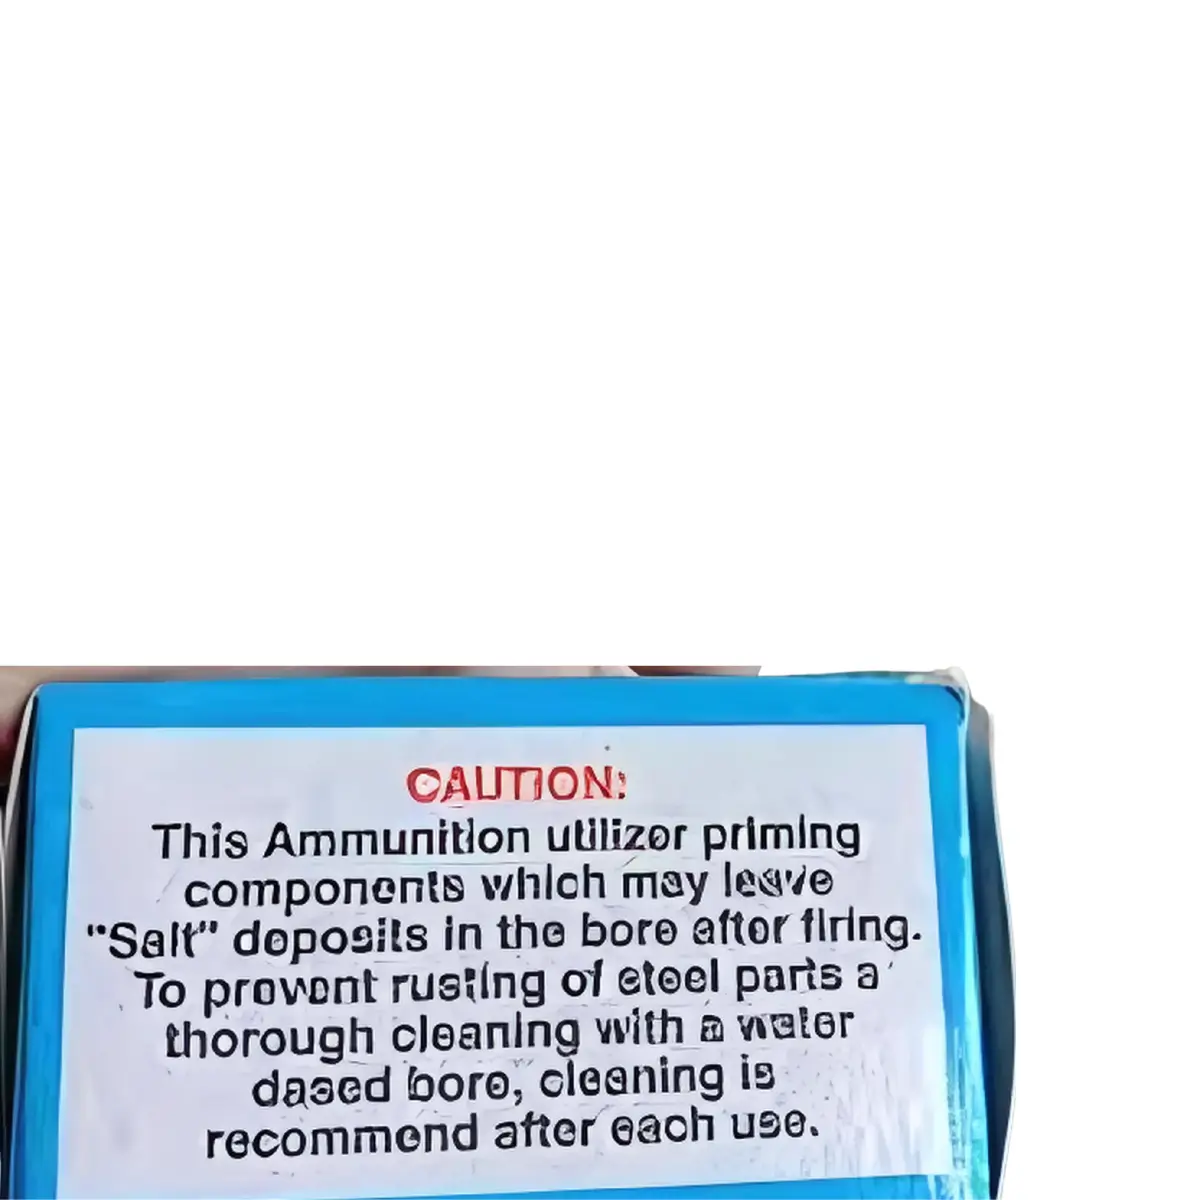 CAUTION:
This Ammunition utilizer priming
components which may leave
"Salt" deposits in the bore after firing.
To prevent rusting of steel parts a
thorough cleaning with a water
dased bore, cleaning is
recommend after each use.